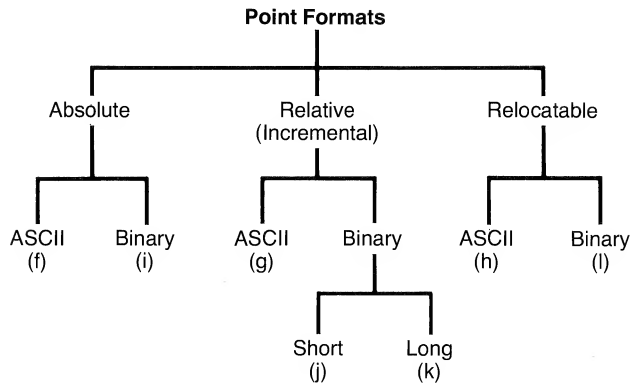 Point Formats
Absolute
Relative
(Incremental)
Relocatable
ASCII
(f)
Binary
(i)
ASCII
(g)
Binary
ASCII
(h)
Binary
(l)
Short
(j)
Long
(k)